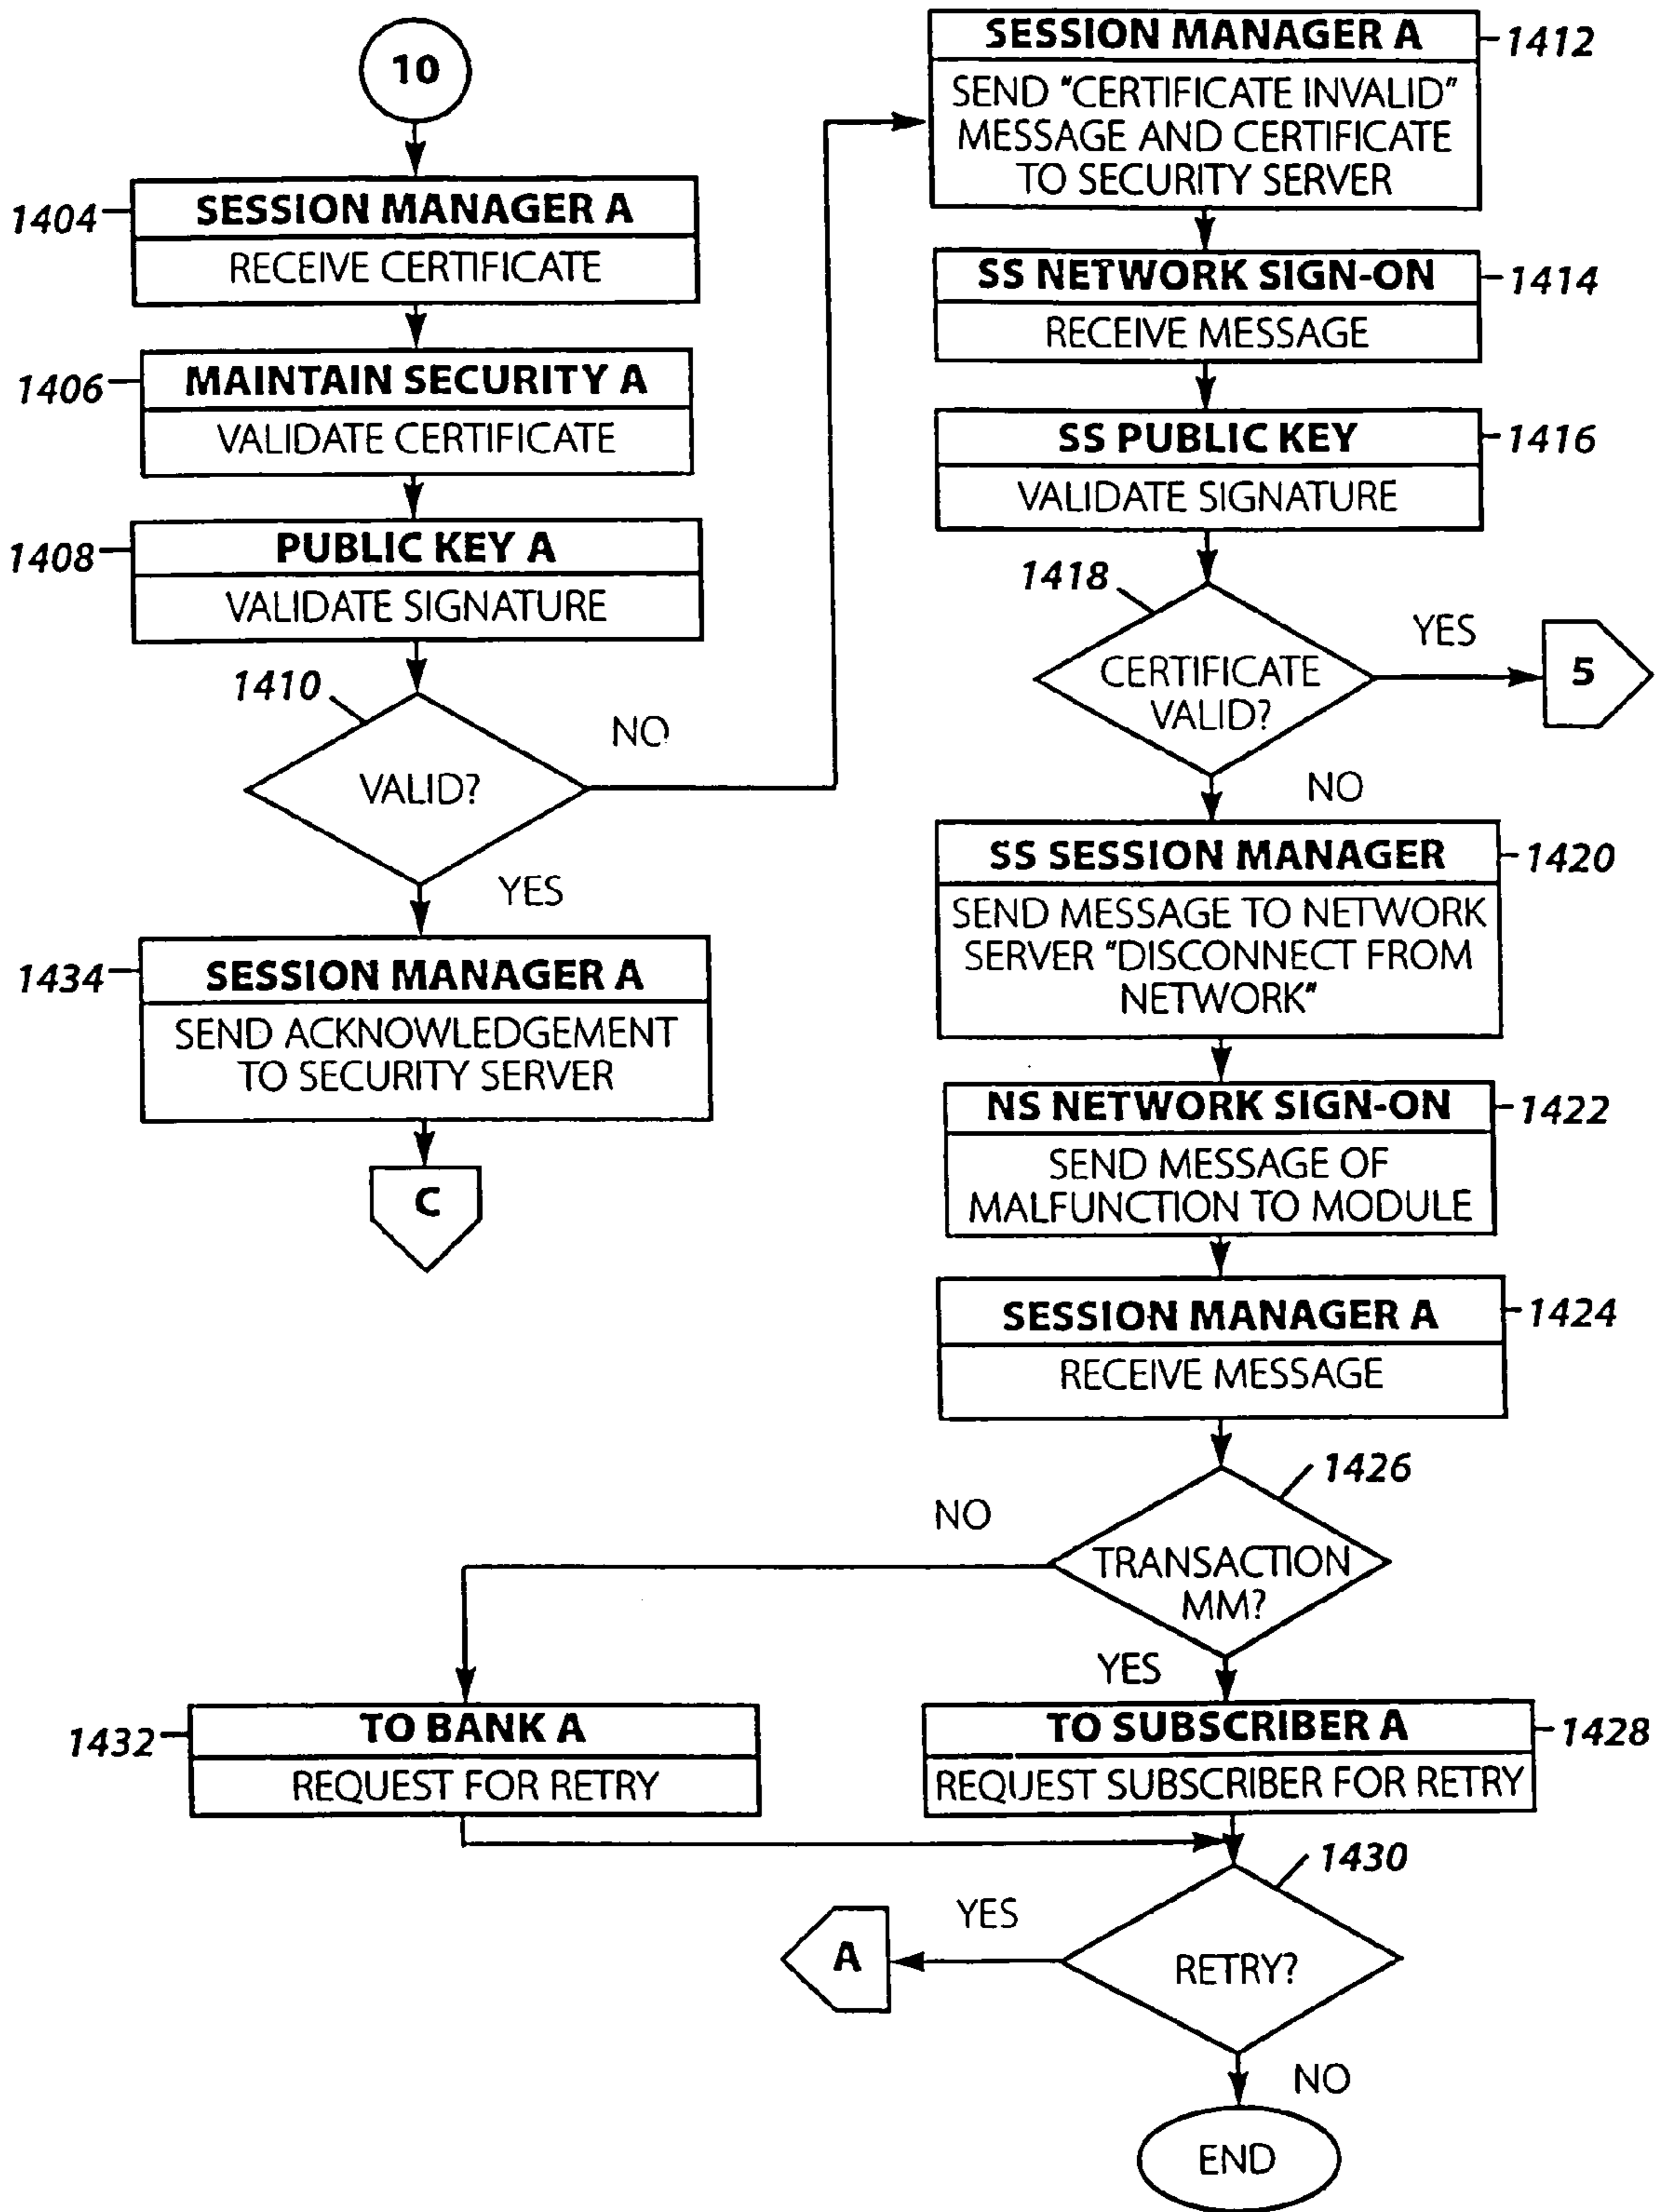 10
1404
SESSION MANAGER A
RECEIVE CERTIFICATE
1406
MAINTAIN SECURITY A
VALIDATE CERTIFICATE
1408
PUBLIC KEY A
VALIDATE SIGNATURE
1410
VALID?
NO
YES
1434
SESSION MANAGER A
SEND ACKNOWLEDGEMENT
TO SECURITY SERVER
C
SESSION MANAGER A
1412
SEND "CERTIFICATE INVALID"
MESSAGE AND CERTIFICATE
TO SECURITY SERVER
SS NETWORK SIGN-ON
1414
RECEIVE MESSAGE
SS PUBLIC KEY
1416
VALIDATE SIGNATURE
1418
CERTIFICATE
VALID?
YES
5
NO
SS SESSION MANAGER
1420
SEND MESSAGE TO NETWORK
SERVER "DISCONNECT FROM
NETWORK"
NS NETWORK SIGN-ON
1422
SEND MESSAGE OF
MALFUNCTION TO MODULE
SESSION MANAGER A
1424
RECEIVE MESSAGE
1426
TRANSACTION
MM?
NO
YES
1432
TO BANK A
REQUEST FOR RETRY
TO SUBSCRIBER A
1428
REQUEST SUBSCRIBER FOR RETRY
1430
RETRY?
YES
A
NO
END